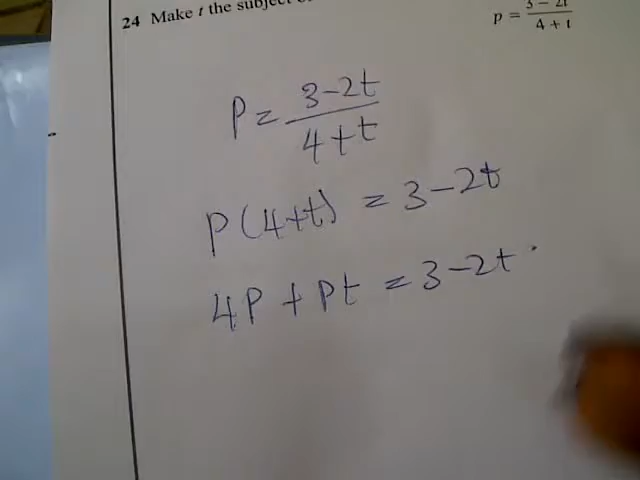 24 Make t the subject
p = 3 − 2t / 4 + t
P = 3 − 2t / 4 + t
P(4+t) = 3 − 2t
4P + Pt = 3 − 2t